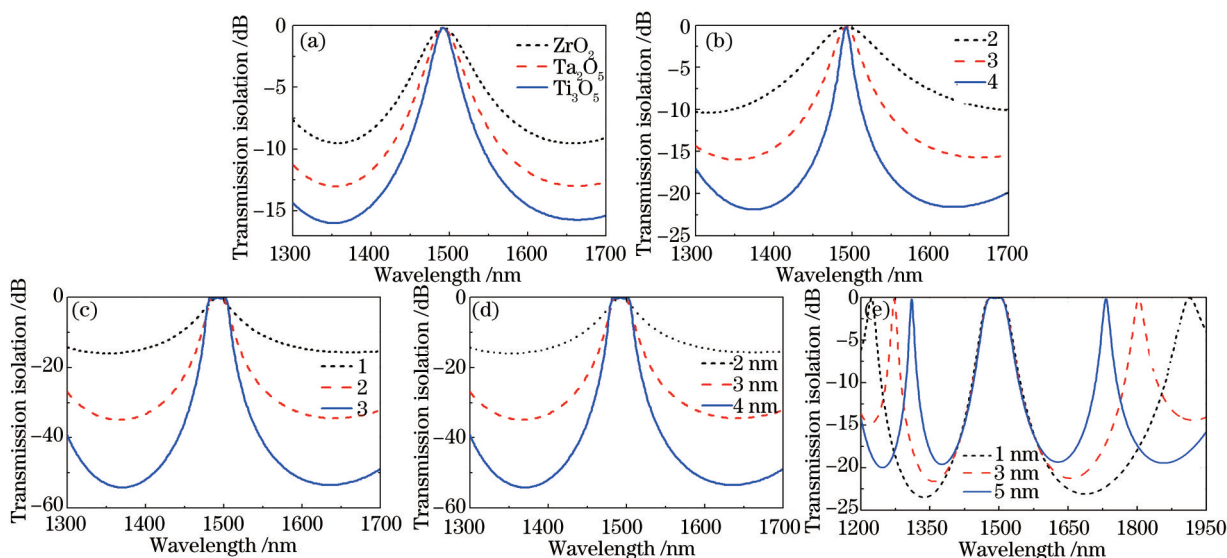 (a)
ZrO₂
Ta₂O₅
Ti₃O₅
0
−5
−10
−15
Transmission isolation /dB
1300 1400 1500 1600 1700
Wavelength /nm
(b)
2
3
4
0
−5
−10
−15
−20
−25
Transmission isolation /dB
1300 1400 1500 1600 1700
Wavelength /nm
(c)
1
2
3
0
−20
−40
−60
Transmission isolation /dB
1300 1400 1500 1600 1700
Wavelength /nm
(d)
2 nm
3 nm
4 nm
0
−20
−40
−60
Transmission isolation /dB
1300 1400 1500 1600 1700
Wavelength /nm
(e)
1 nm
3 nm
5 nm
0
−5
−10
−15
−20
−25
Transmission isolation /dB
1200 1350 1500 1650 1800 1950
Wavelength /nm